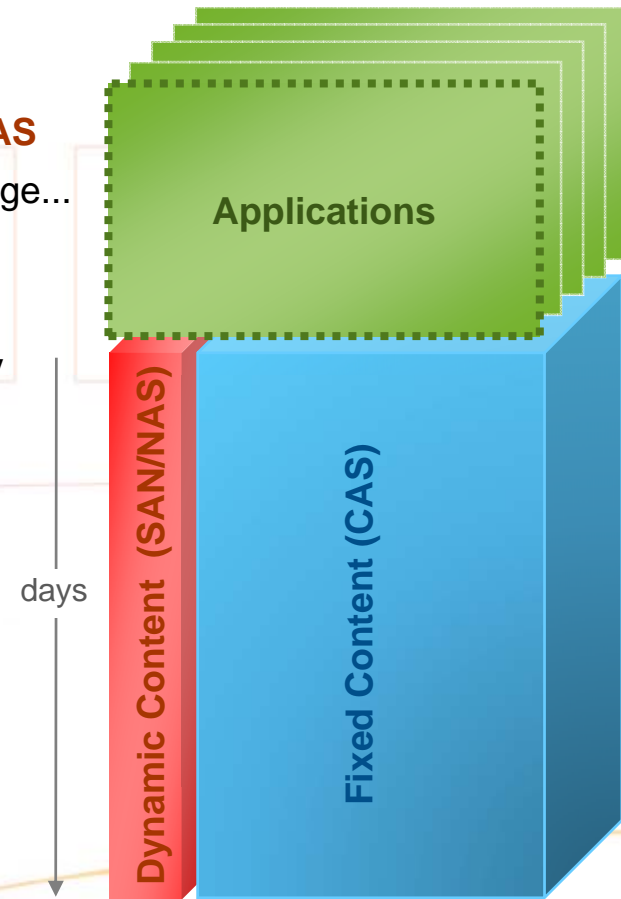 AS
ge...
Applications
days
Dynamic Content (SAN/NAS)
Fixed Content (CAS)